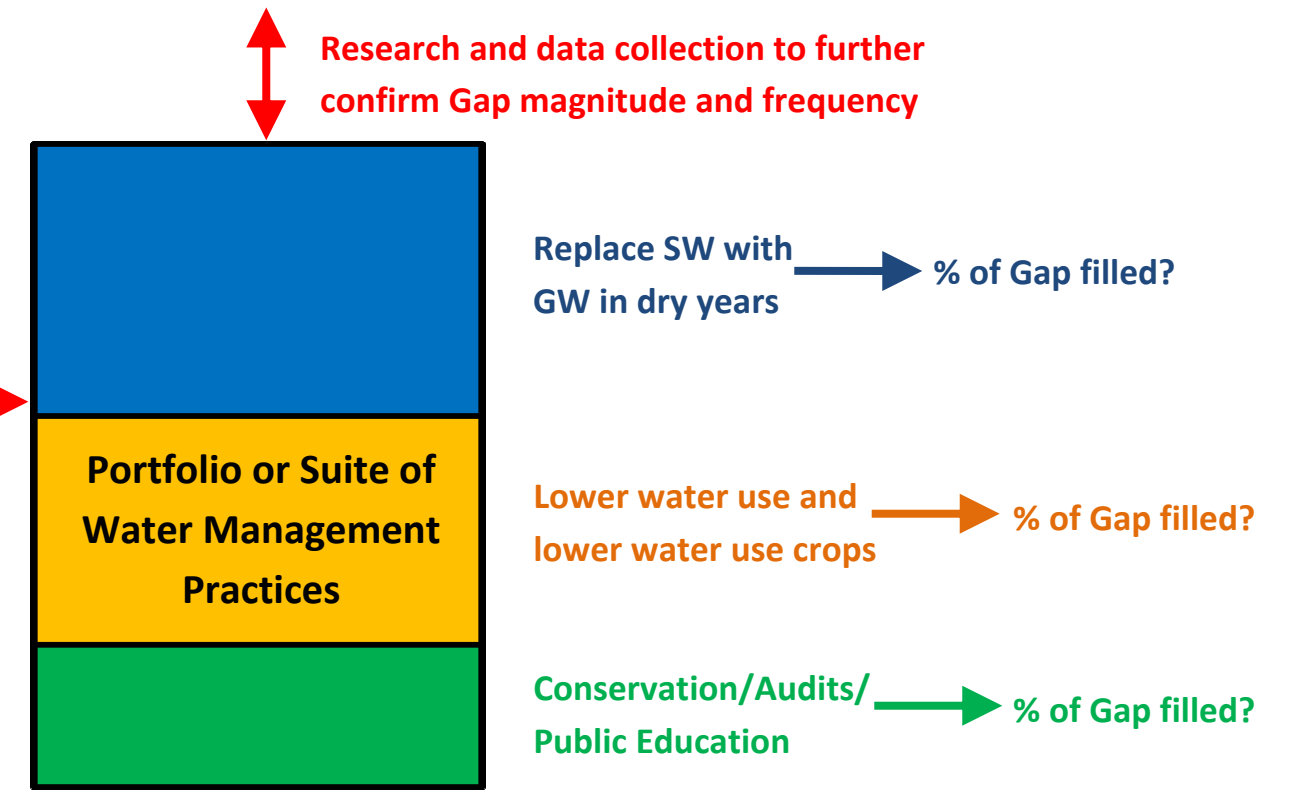 Research and data collection to further
confirm Gap magnitude and frequency
Replace SW with
GW in dry years
% of Gap filled?
Portfolio or Suite of
Water Management
Practices
Lower water use and
lower water use crops
% of Gap filled?
Conservation/Audits/
Public Education
% of Gap filled?